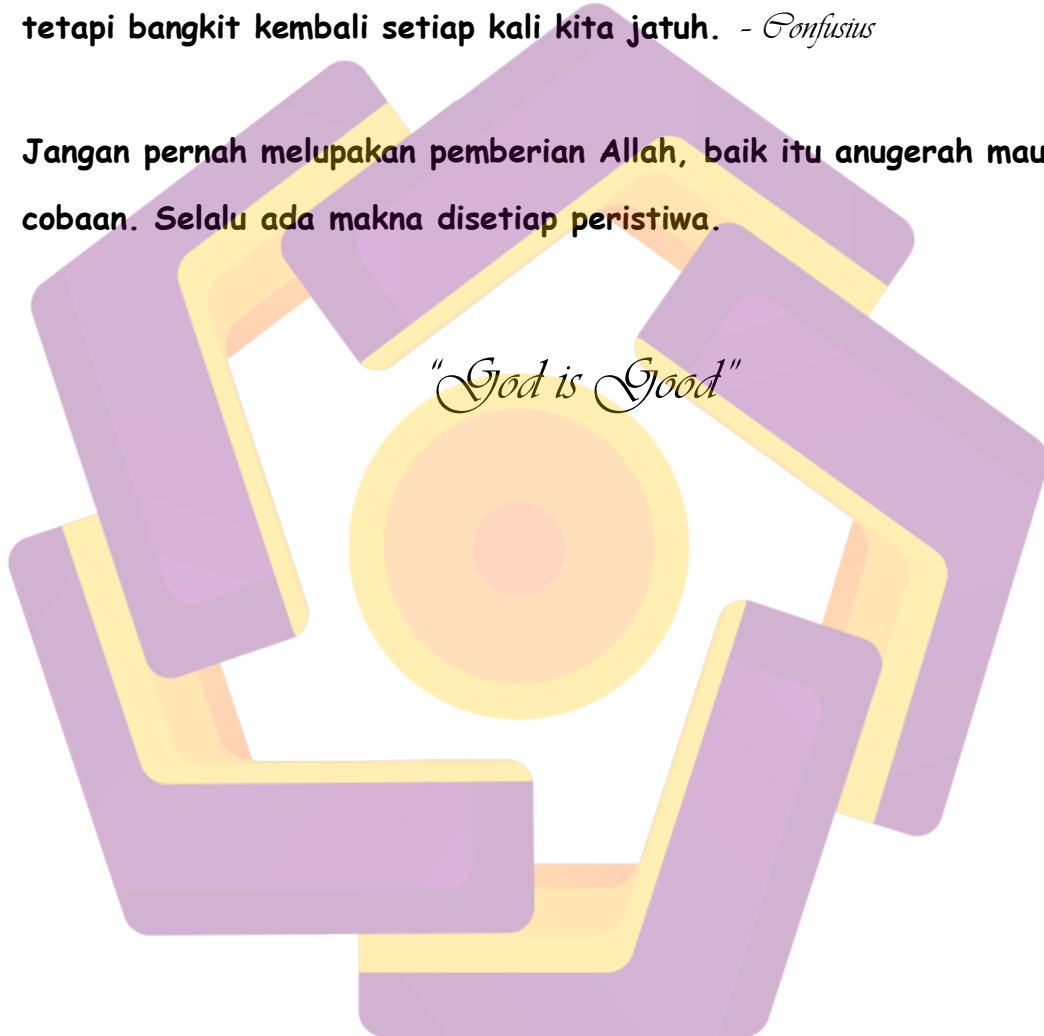 tetapi bangkit kembali setiap kali kita jatuh. - Confusius
Jangan pernah melupakan pemberian Allah, baik itu anugerah mau
cobaan. Selalu ada makna disetiap peristiwa.
"God is Good"